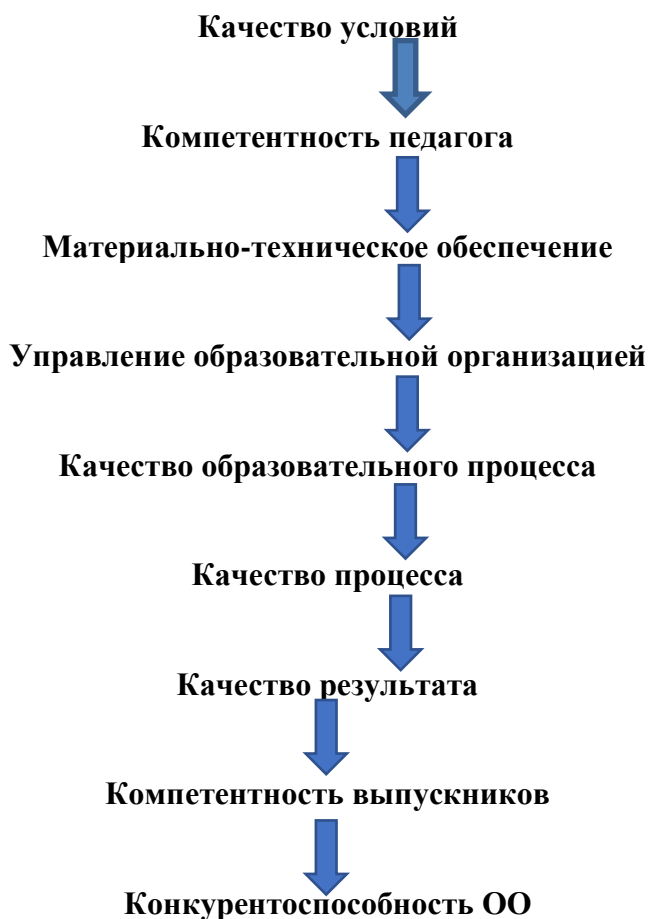 Качество условий
Компетентность педагога
Материально-техническое обеспечение
Управление образовательной организацией
Качество образовательного процесса
Качество процесса
Качество результата
Компетентность выпускников
Конкурентоспособность ОО